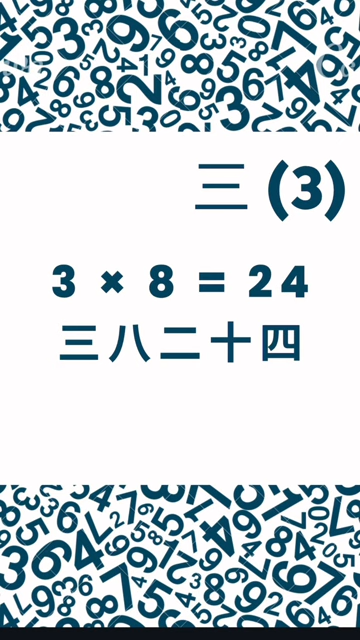 三 (3)
3 × 8 = 24
三八二十四